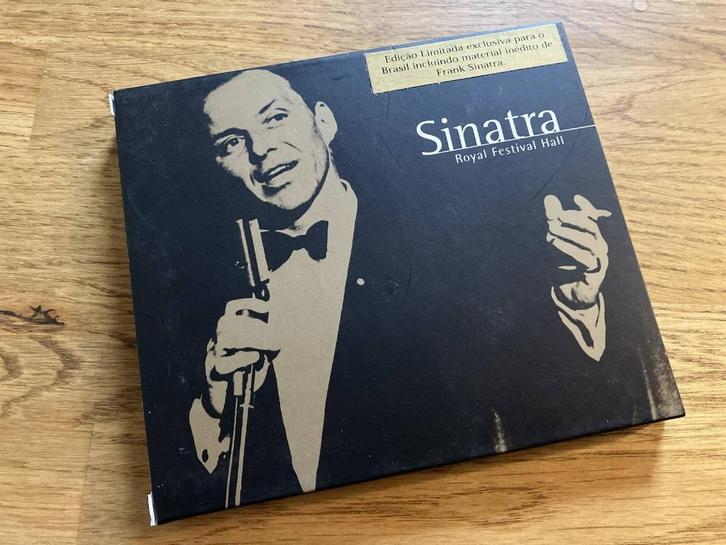 Edição Limitada exclusiva para o
Brasil incluindo material inédito de
Frank Sinatra.
Sinatra
Royal Festival Hall